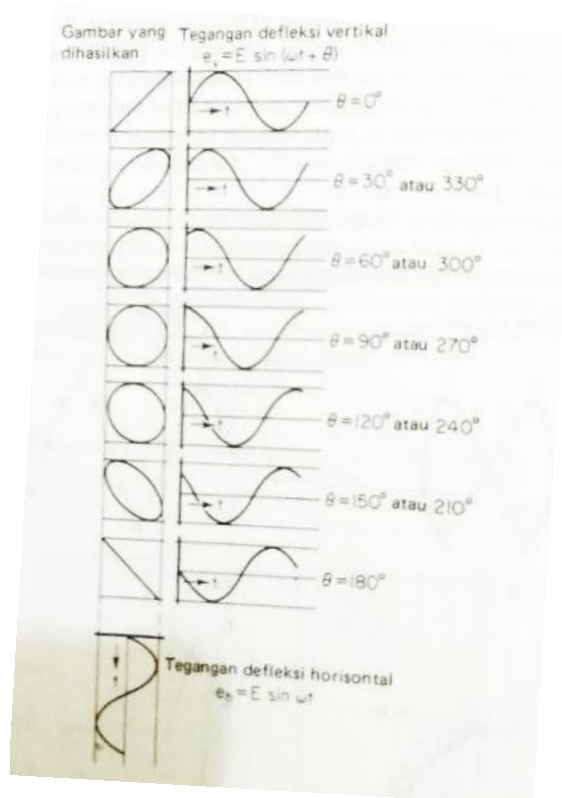 Gambar yang
dihasilkan
Tegangan defleksi vertikal
e_v = E sin (ωt + θ)
→ t
θ = 0°
→ t
θ = 30° atau 330°
→ t
θ = 60° atau 300°
→ t
θ = 90° atau 270°
→ t
θ = 120° atau 240°
→ t
θ = 150° atau 210°
→ t
θ = 180°
t
Tegangan defleksi horisontal
e_h = E sin ωt